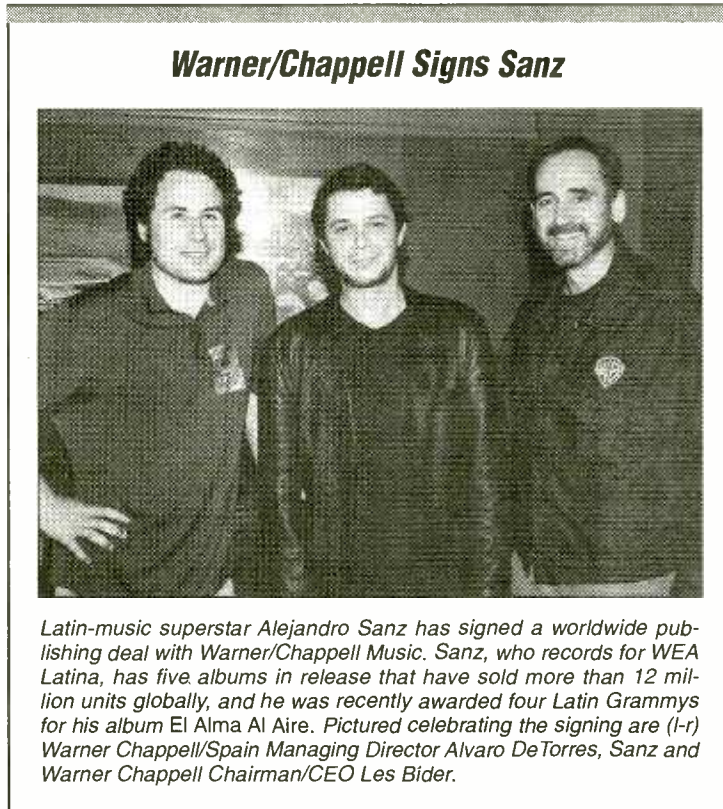 Warner/Chappell Signs Sanz
Latin-music superstar Alejandro Sanz has signed a worldwide pub-
lishing deal with Warner/Chappell Music. Sanz, who records for WEA
Latina, has five albums in release that have sold more than 12 mil-
lion units globally, and he was recently awarded four Latin Grammys
for his album El Alma Al Aire. Pictured celebrating the signing are (l-r)
Warner Chappell/Spain Managing Director Alvaro DeTorres, Sanz and
Warner Chappell Chairman/CEO Les Bider.